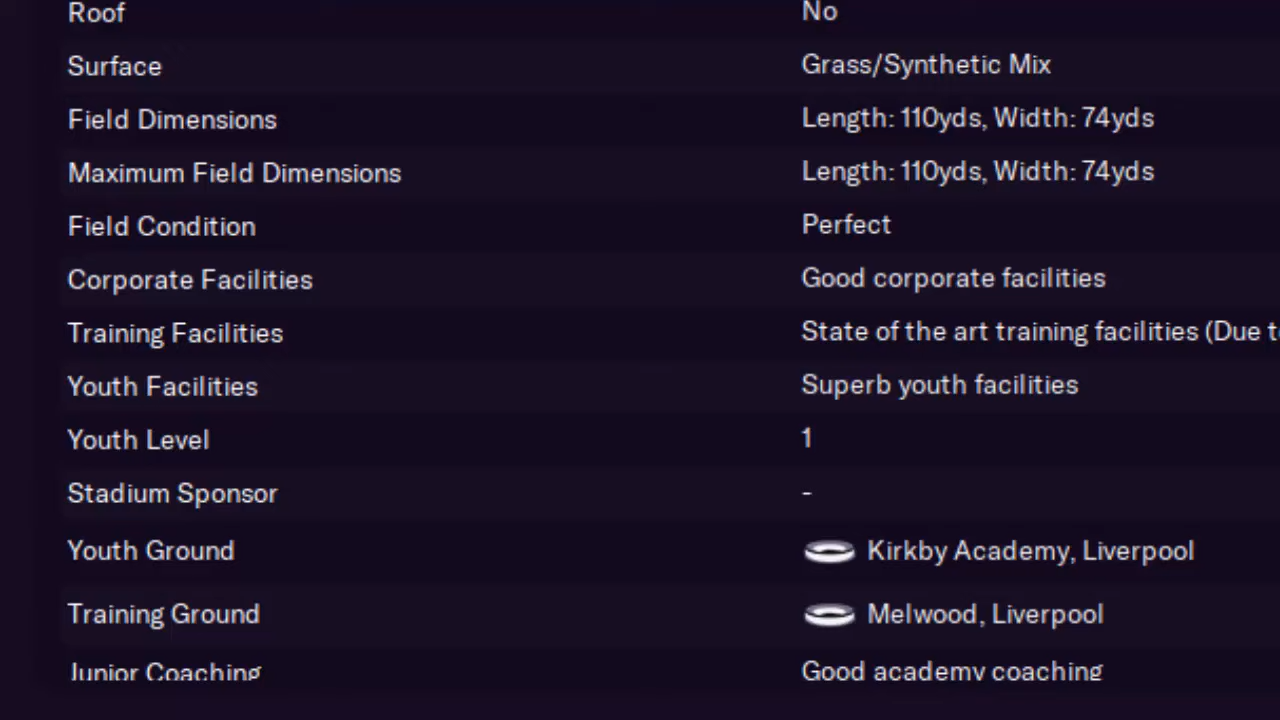 Roof No
Surface Grass/Synthetic Mix
Field Dimensions Length: 110yds, Width: 74yds
Maximum Field Dimensions Length: 110yds, Width: 74yds
Field Condition Perfect
Corporate Facilities Good corporate facilities
Training Facilities State of the art training facilities (Due
Youth Facilities Superb youth facilities
Youth Level 1
Stadium Sponsor -
Youth Ground Kirkby Academy, Liverpool
Training Ground Melwood, Liverpool
Junior Coaching Good academy coaching